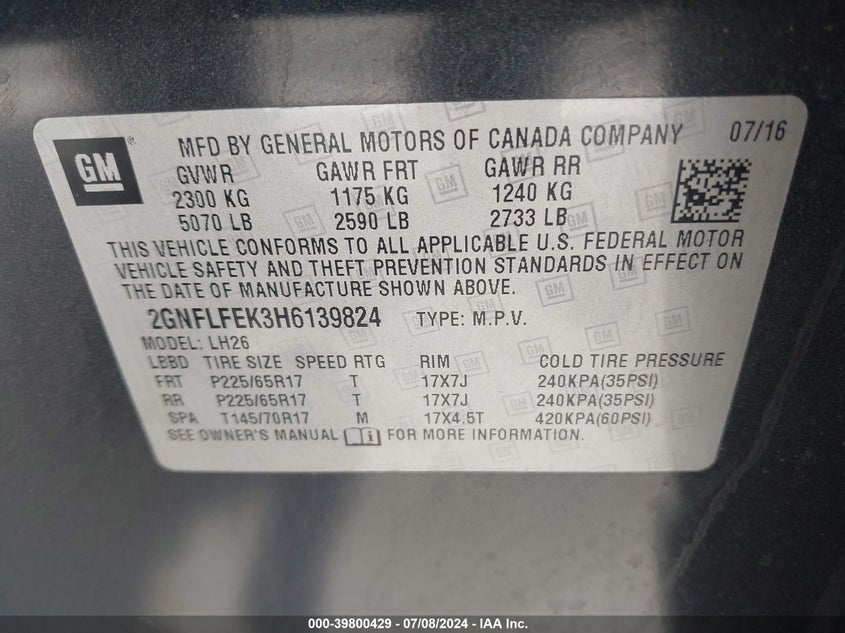 GM
MFD BY GENERAL MOTORS OF CANADA COMPANY 07/16
GVWR GAWR FRT GAWR RR
2300 KG 1175 KG 1240 KG
5070 LB 2590 LB 2733 LB
THIS VEHICLE CONFORMS TO ALL APPLICABLE U.S. FEDERAL MOTOR
VEHICLE SAFETY AND THEFT PREVENTION STANDARDS IN EFFECT ON
THE DATE OF MANUFACTURE SHOWN ABOVE.
2GNFLFEK3H6139824 TYPE: M.P.V.
MODEL: LH26
LBBD TIRE SIZE SPEED RTG RIM COLD TIRE PRESSURE
FRT P225/65R17 T 17X7J 240KPA(35PSI)
RR P225/65R17 T 17X7J 240KPA(35PSI)
SPA T145/70R17 M 17X4.5T 420KPA(60PSI)
SEE OWNER'S MANUAL FOR MORE INFORMATION.
000-39800429 - 07/08/2024 - IAA Inc.